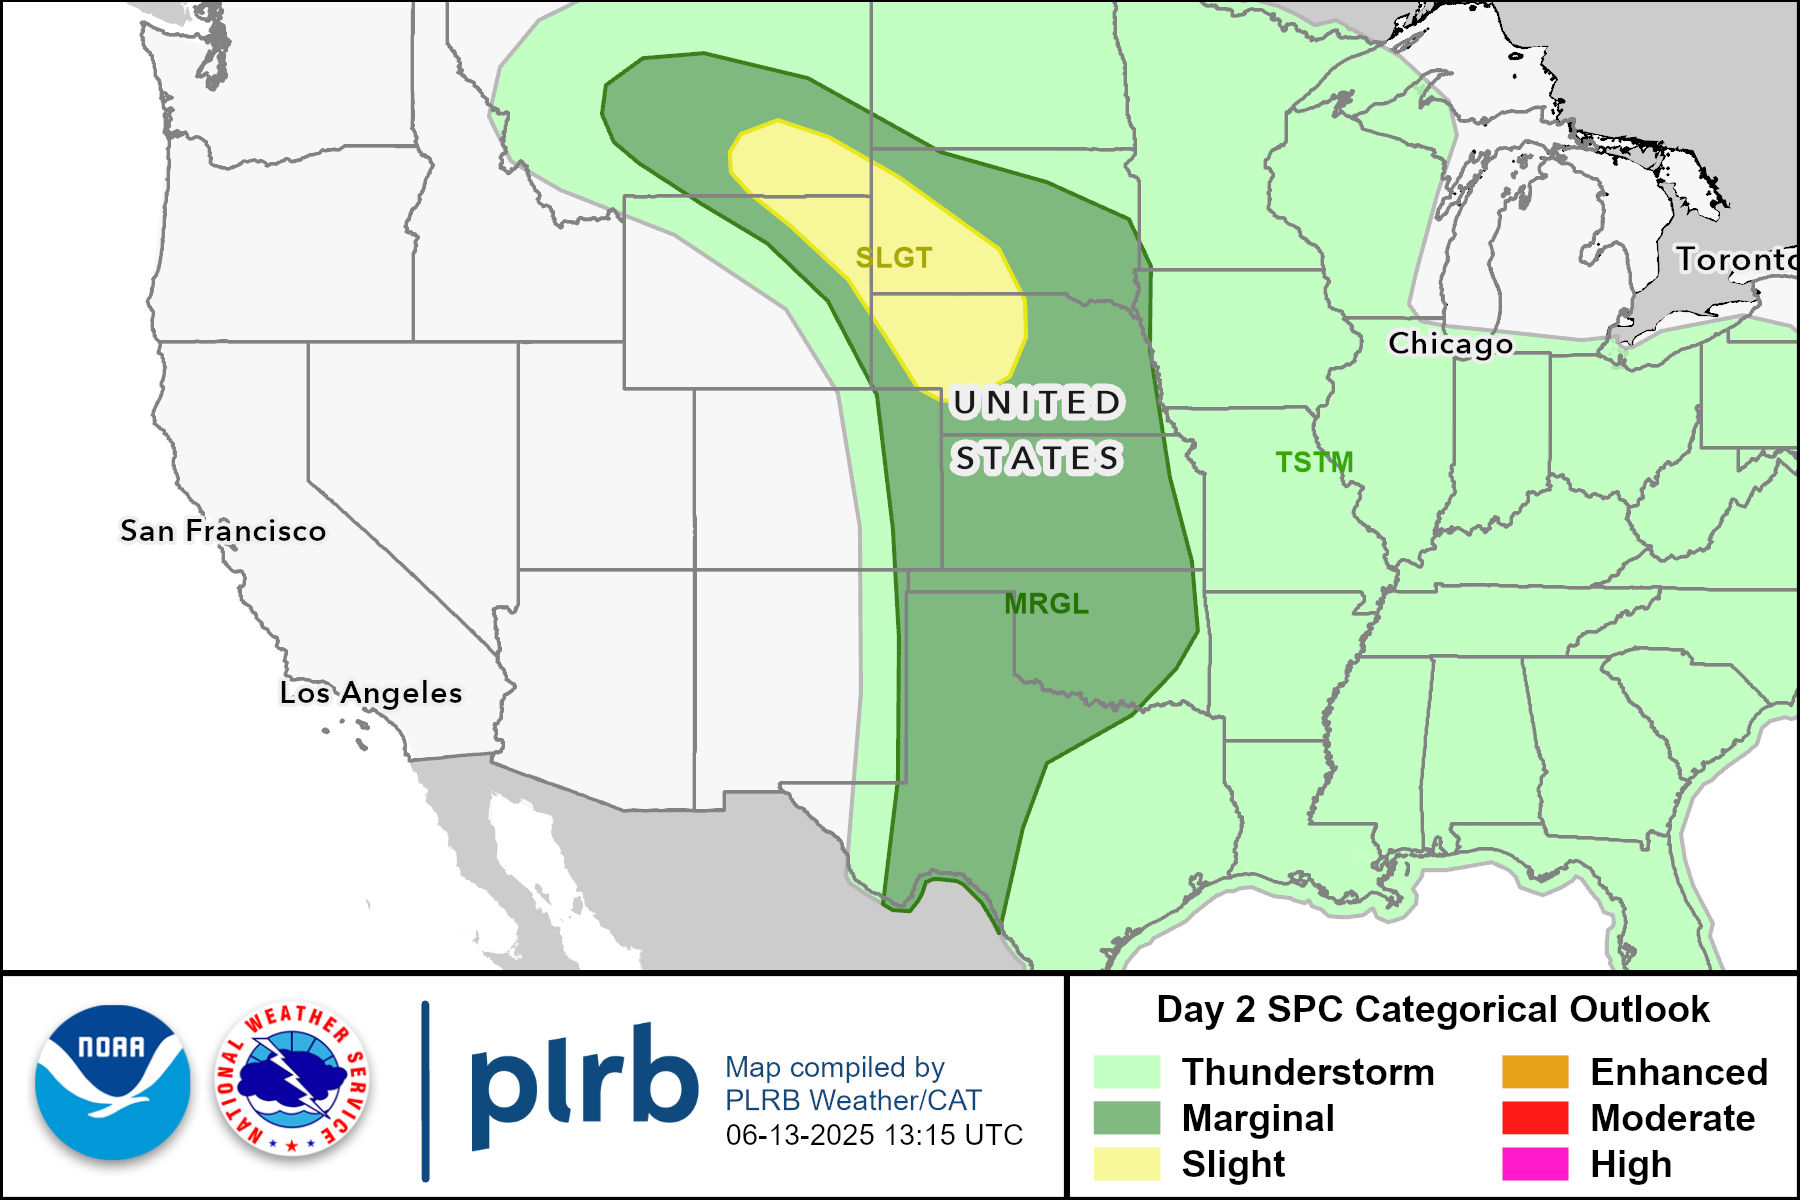 SLGT
Toronto
Chicago
UNITED
STATES
TSTM
San Francisco
MRGL
Los Angeles
NOAA
NATIONAL WEATHER SERVICE
plrb
Map compiled by
PLRB Weather/CAT
06-13-2025 13:15 UTC
Day 2 SPC Categorical Outlook
Thunderstorm
Marginal
Slight
Enhanced
Moderate
High